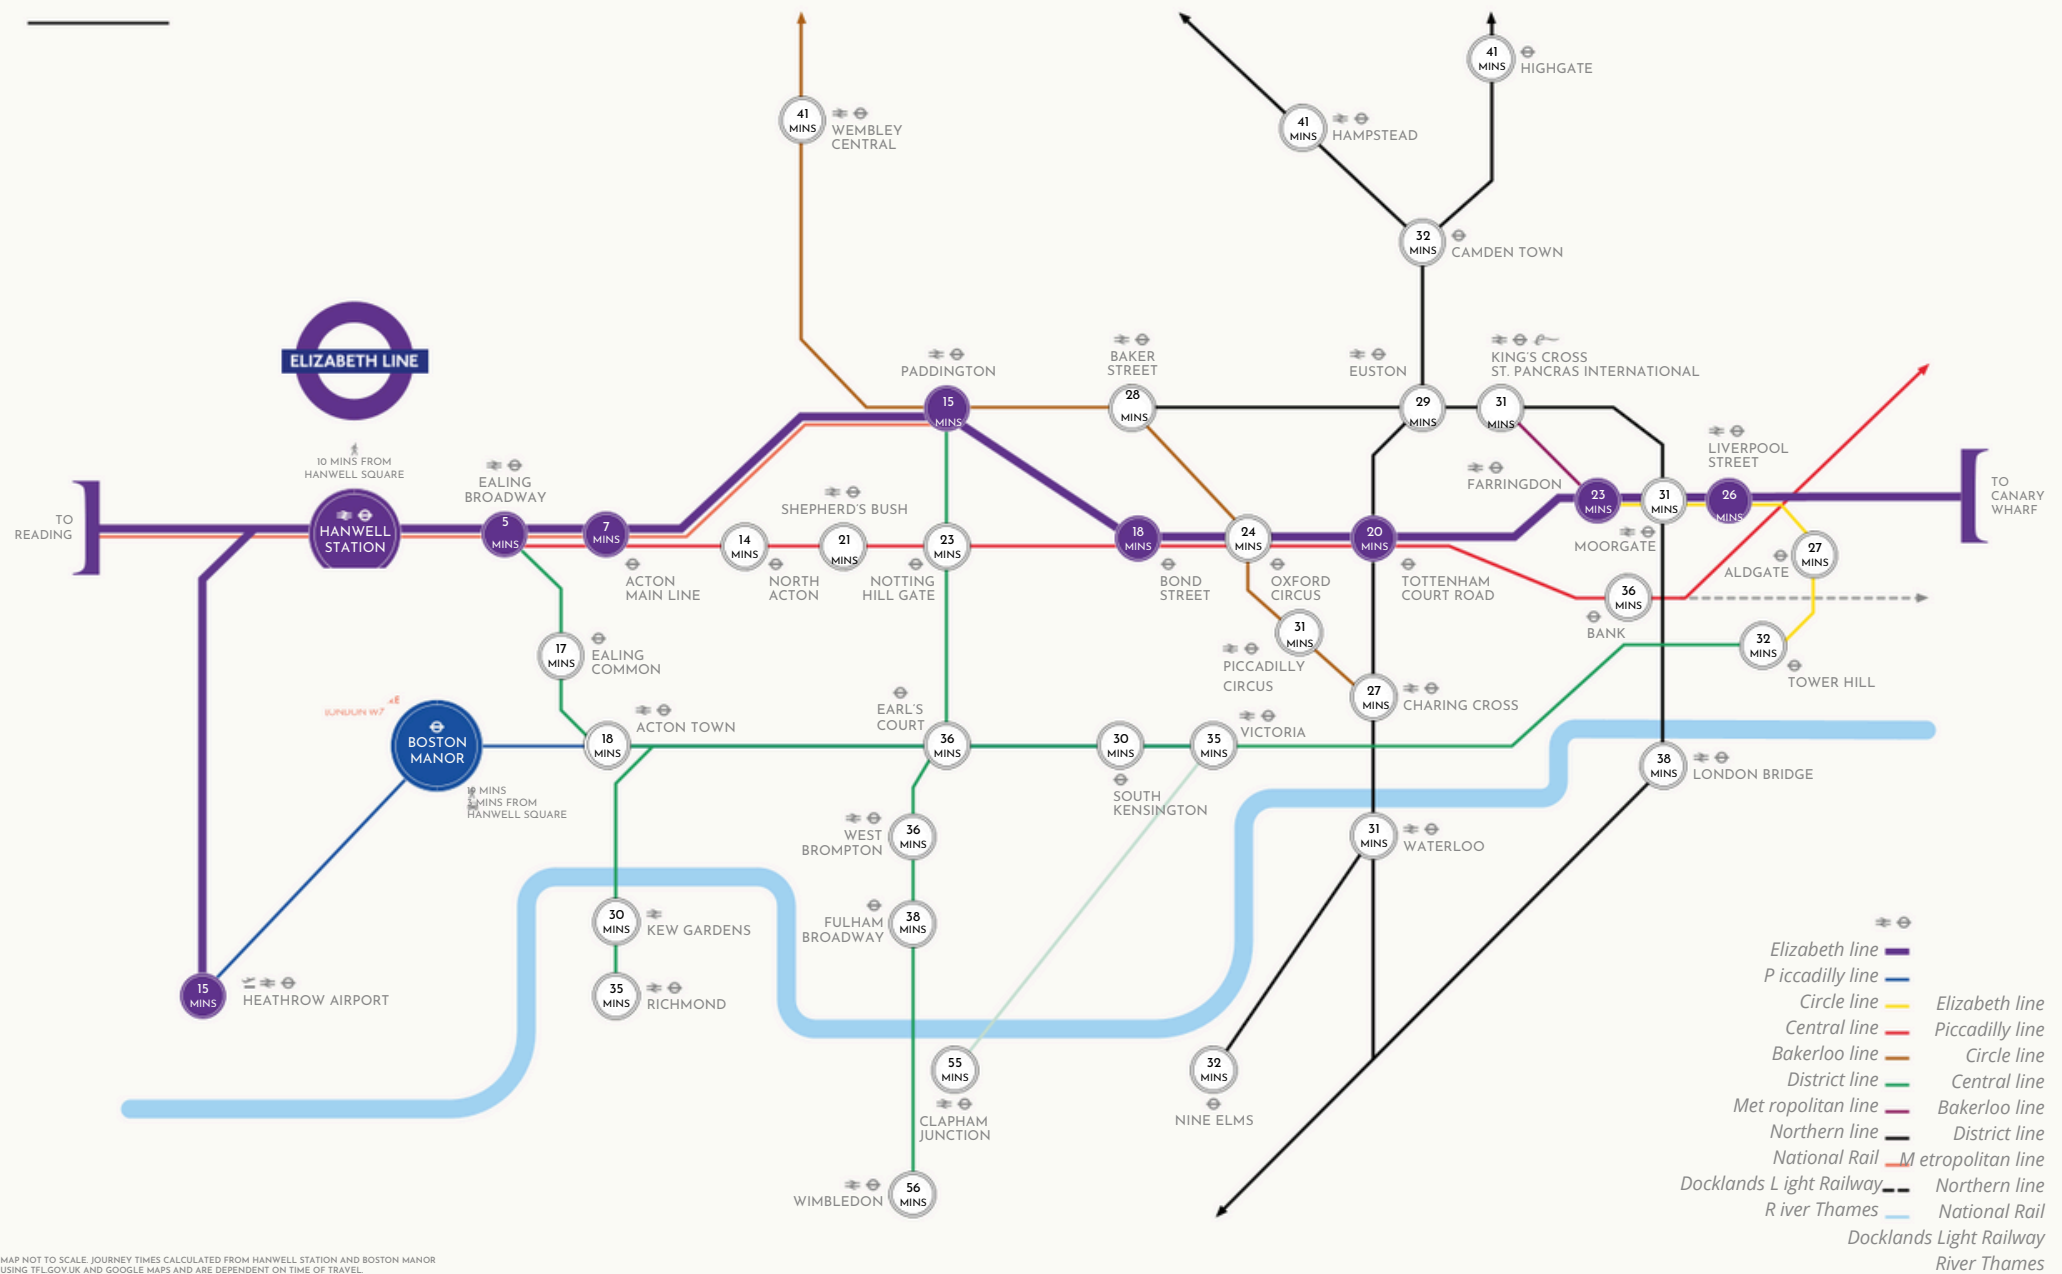 41
MINS
HIGHGATE
41
MINS
WEMBLEY
CENTRAL
41
MINS
HAMPSTEAD
32
MINS
CAMDEN TOWN
ELIZABETH LINE
PADDINGTON
15
MINS
BAKER
STREET
28
MINS
EUSTON
29
MINS
KING'S CROSS
ST. PANCRAS INTERNATIONAL
31
MINS
10 MINS FROM
HANWELL SQUARE
HANWELL
STATION
TO
READING
EALING
BROADWAY
5
MINS
7
MINS
ACTON
MAIN LINE
14
MINS
NORTH
ACTON
SHEPHERD'S BUSH
21
MINS
23
MINS
NOTTING
HILL GATE
18
MINS
BOND
STREET
24
MINS
OXFORD
CIRCUS
20
MINS
TOTTENHAM
COURT ROAD
FARRINGDON
23
MINS
31
MINS
MOORGATE
LIVERPOOL
STREET
26
MINS
TO
CANARY
WHARF
27
MINS
ALDGATE
36
MINS
BANK
32
MINS
TOWER HILL
31
MINS
PICCADILLY
CIRCUS
17
MINS
EALING
COMMON
27
MINS
CHARING CROSS
LONDON W7
BOSTON
MANOR
MINS
MINS FROM
HANWELL SQUARE
18
MINS
ACTON TOWN
EARL'S
COURT
36
MINS
30
MINS
SOUTH
KENSINGTON
35
MINS
VICTORIA
38
MINS
LONDON BRIDGE
36
MINS
WEST
BROMPTON
31
MINS
WATERLOO
30
MINS
KEW GARDENS
38
MINS
FULHAM
BROADWAY
15
MINS
HEATHROW AIRPORT
35
MINS
RICHMOND
55
MINS
CLAPHAM
JUNCTION
32
MINS
NINE ELMS
56
MINS
WIMBLEDON
Elizabeth line
P iccadilly line
Circle line
Central line
Bakerloo line
District line
Met ropolitan line
Northern line
National Rail
Docklands L ight Railway
R iver Thames
Elizabeth line
Piccadilly line
Circle line
Central line
Bakerloo line
District line
M etropolitan line
Northern line
National Rail
Docklands Light Railway
River Thames
MAP NOT TO SCALE. JOURNEY TIMES CALCULATED FROM HANWELL STATION AND BOSTON MANOR
USING TFL.GOV.UK AND GOOGLE MAPS AND ARE DEPENDENT ON TIME OF TRAVEL.